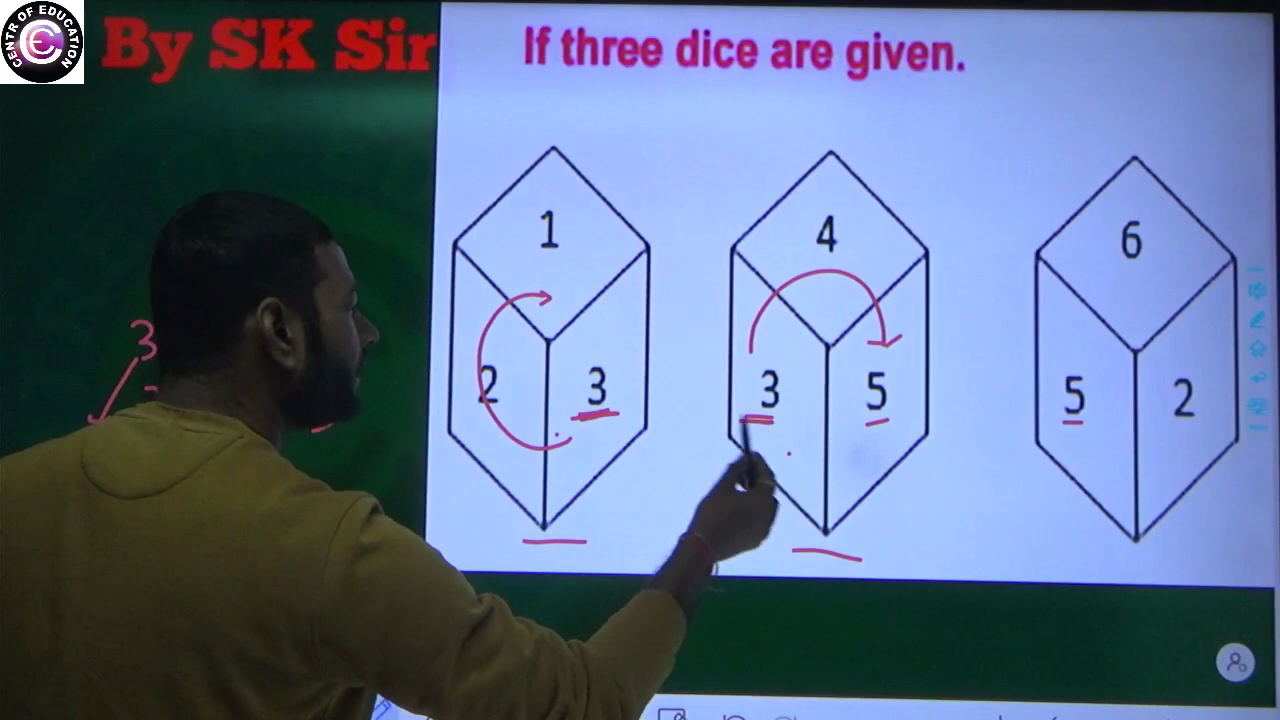 CENTR OF EDUCATION
By SK Sir
If three dice are given.
1
2 3
4
3 5
6
5 2
3